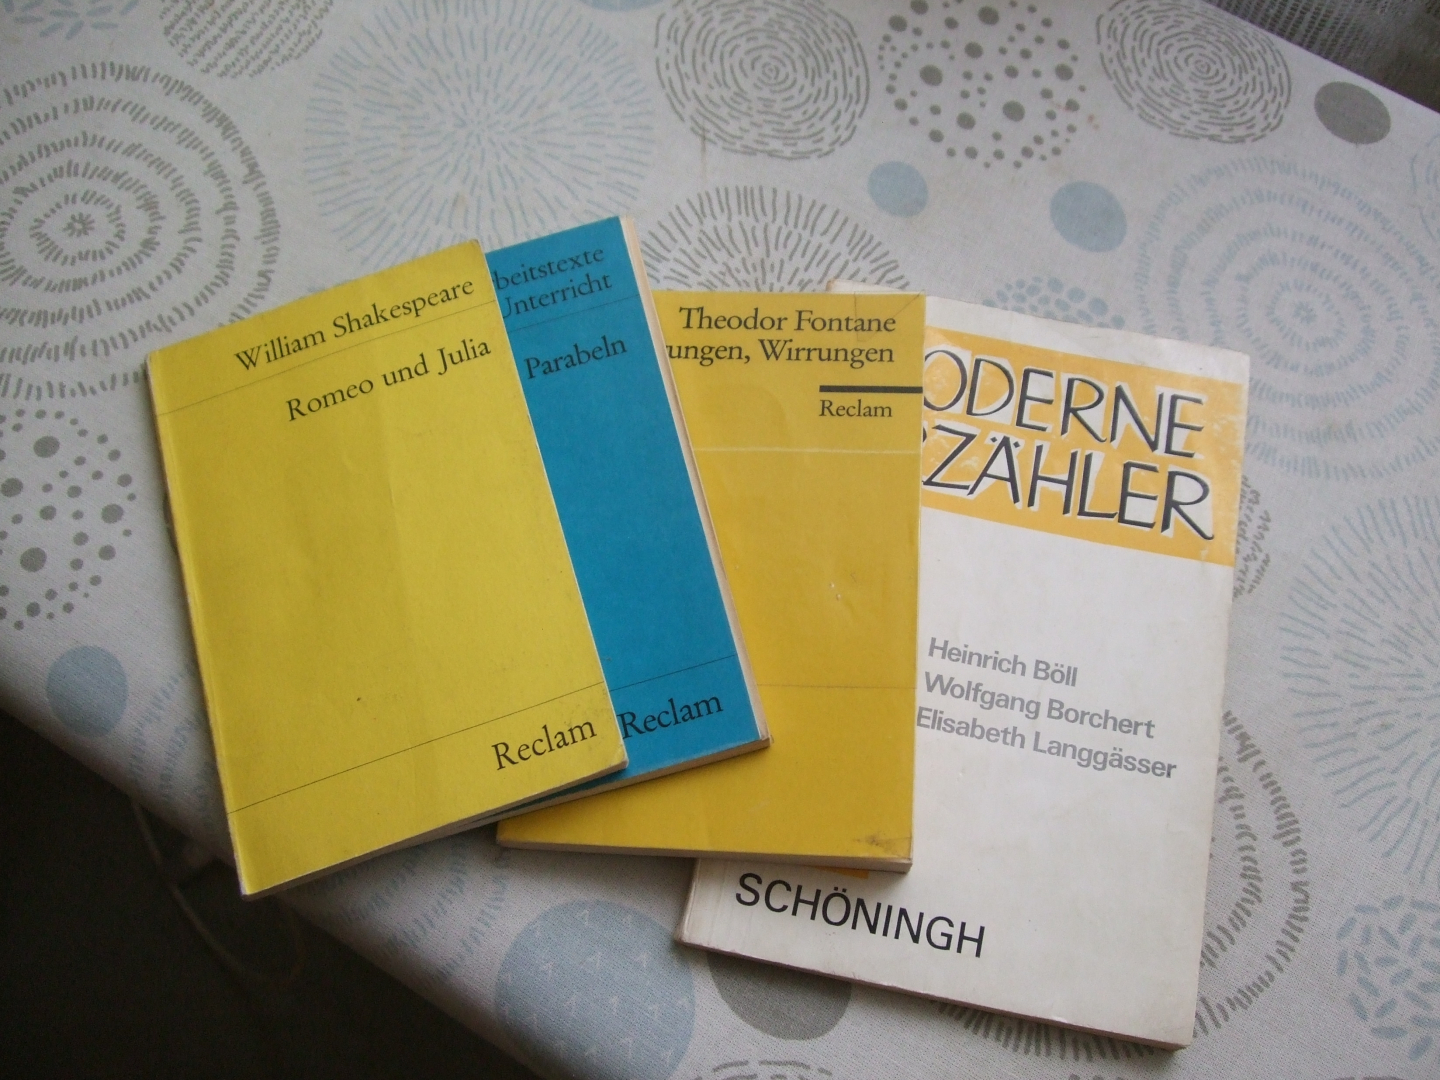 William Shakespeare
Romeo und Julia
Reclam
beitstexte
Unterricht
Parabeln
Reclam
Theodor Fontane
ungen, Wirrungen
Reclam
ODERNE
RZÄHLER
Heinrich Böll
Wolfgang Borchert
Elisabeth Langgässer
SCHÖNINGH